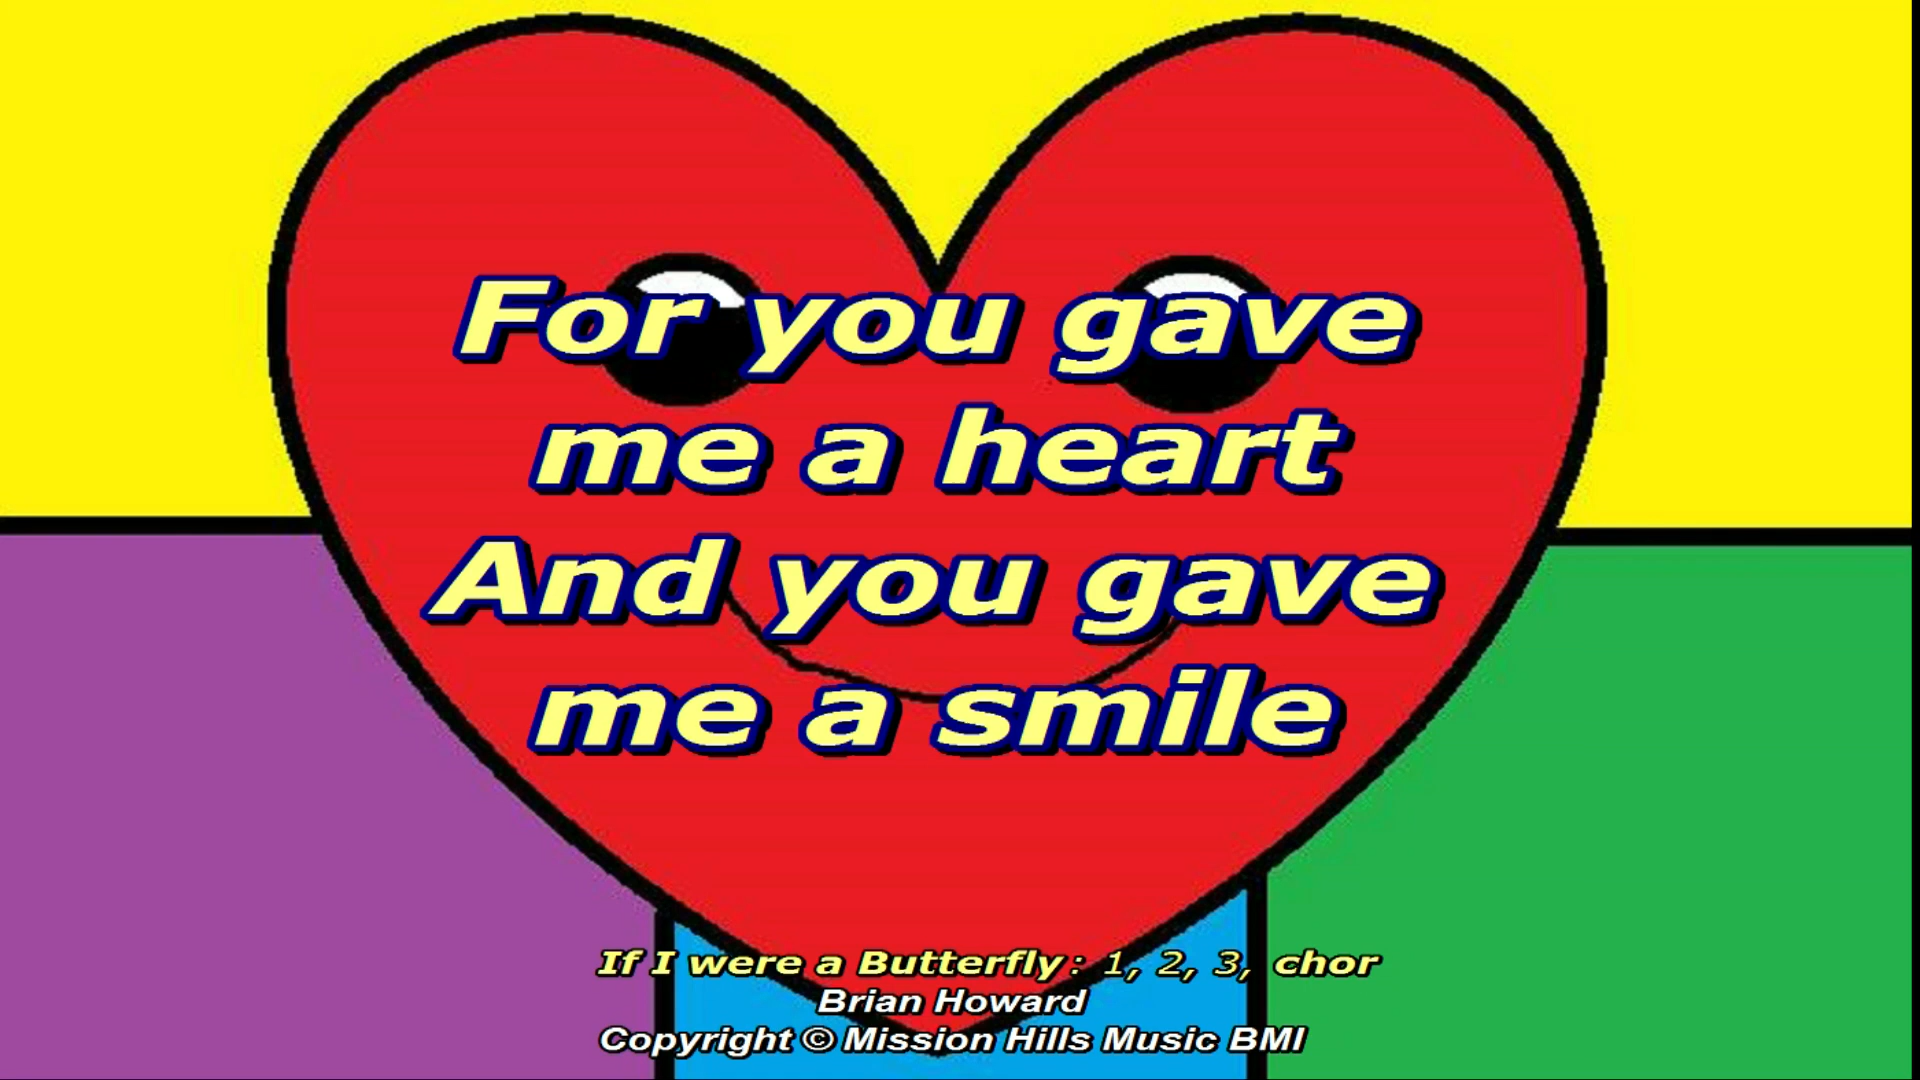 For you gave
me a heart
And you gave
me a smile
If I were a Butterfly: 1, 2, 3, chor
Brian Howard
Copyright © Mission Hills Music BMI